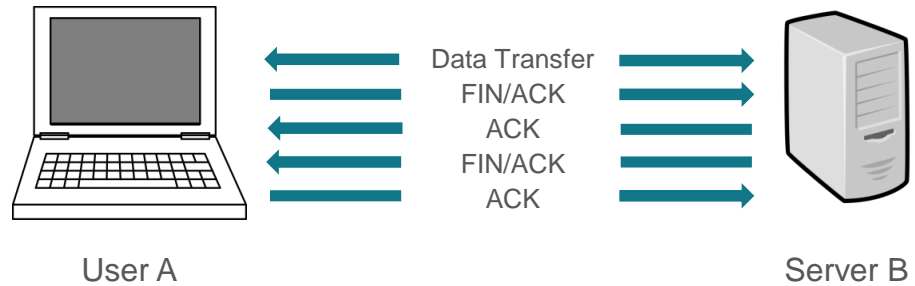 Data Transfer
FIN/ACK
ACK
FIN/ACK
ACK
User A
Server B